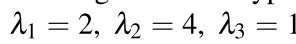 λ₁ = 2, λ₂ = 4, λ₃ = 1